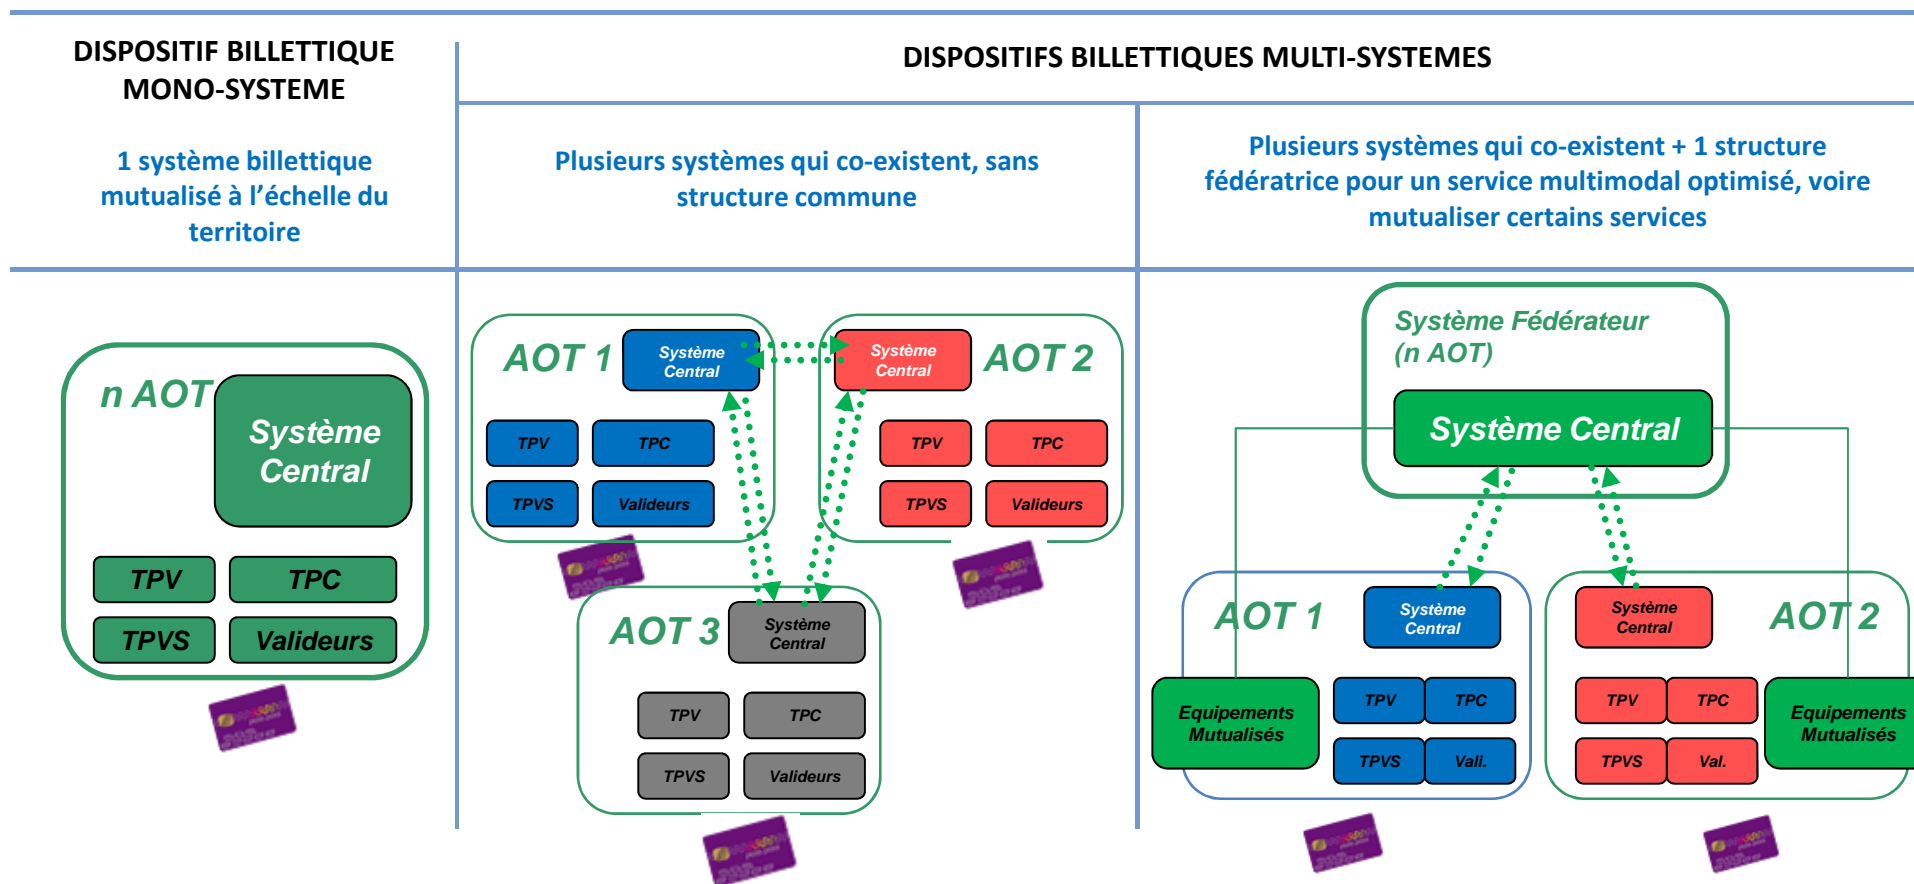 DISPOSITIF BILLETTIQUE
MONO-SYSTEME
1 système billettique
mutualisé à l'échelle du
territoire
DISPOSITIFS BILLETTIQUES MULTI-SYSTEMES
Plusieurs systèmes qui co-existent, sans
structure commune
Plusieurs systèmes qui co-existent + 1 structure
fédératrice pour un service multimodal optimisé, voire
mutualiser certains services
n AOT
Système
Central
TPV
TPC
TPVS
Valideurs
AOT 1
Système
Central
TPV
TPC
TPVS
Valideurs
Système
Central
AOT 2
TPV
TPC
TPVS
Valideurs
AOT 3
Système
Central
TPV
TPC
TPVS
Valideurs
Système Fédérateur
(n AOT)
Système Central
AOT 1
Système
Central
Equipements
Mutualisés
TPV
TPC
TPVS
Vali.
Système
Central
AOT 2
TPV
TPC
TPVS
Val.
Equipements
Mutualisés